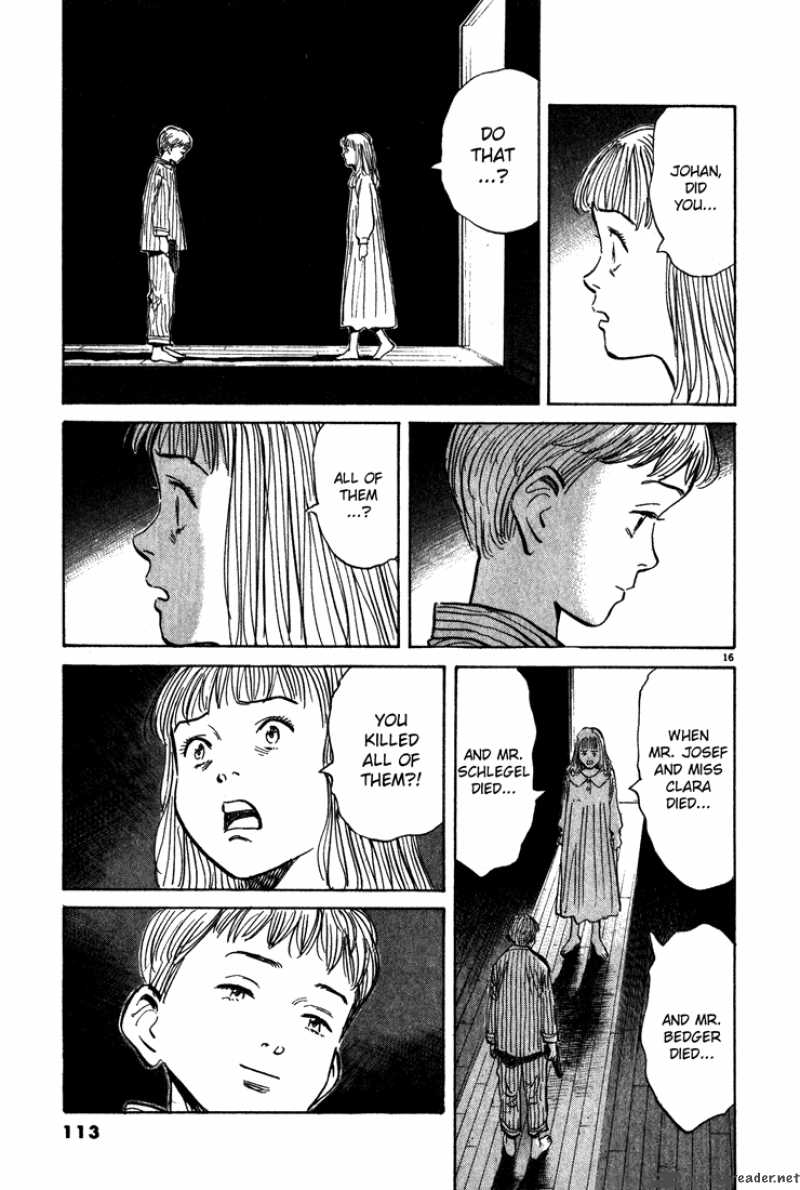 JOHAN,
DID
YOU...
DO
THAT
...?
ALL OF
THEM
...?
16
WHEN
MR. JOSEF
AND MISS
CLARA
DIED...
AND MR.
SCHLEGEL
DIED...
AND MR.
BEDGER
DIED...
YOU
KILLED
ALL OF
THEM?!
113
reader.net